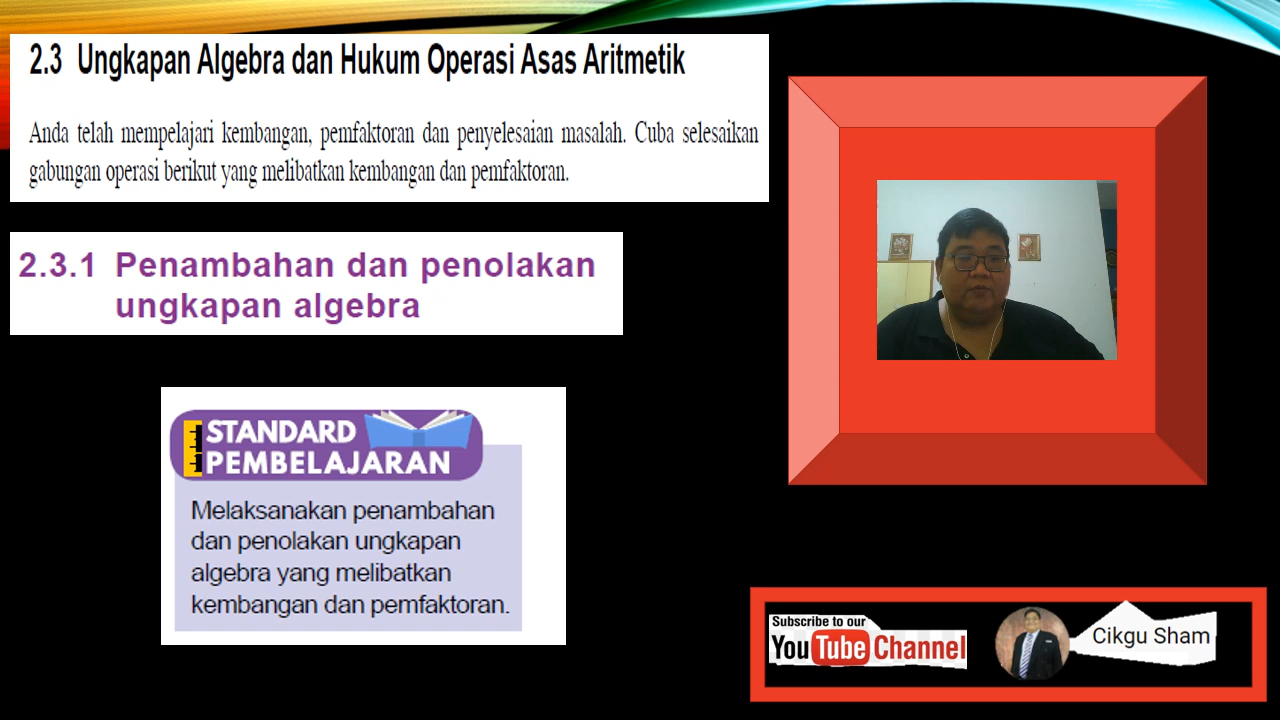 2.3 Ungkapan Algebra dan Hukum Operasi Asas Aritmetik
Anda telah mempelajari kembangan, pemfaktoran dan penyelesaian masalah. Cuba selesaikan
gabungan operasi berikut yang melibatkan kembangan dan pemfaktoran.
2.3.1 Penambahan dan penolakan
ungkapan algebra
STANDARD
PEMBELAJARAN
Melaksanakan penambahan
dan penolakan ungkapan
algebra yang melibatkan
kembangan dan pemfaktoran.
Subscribe to our
YouTube Channel
Cikgu Sham